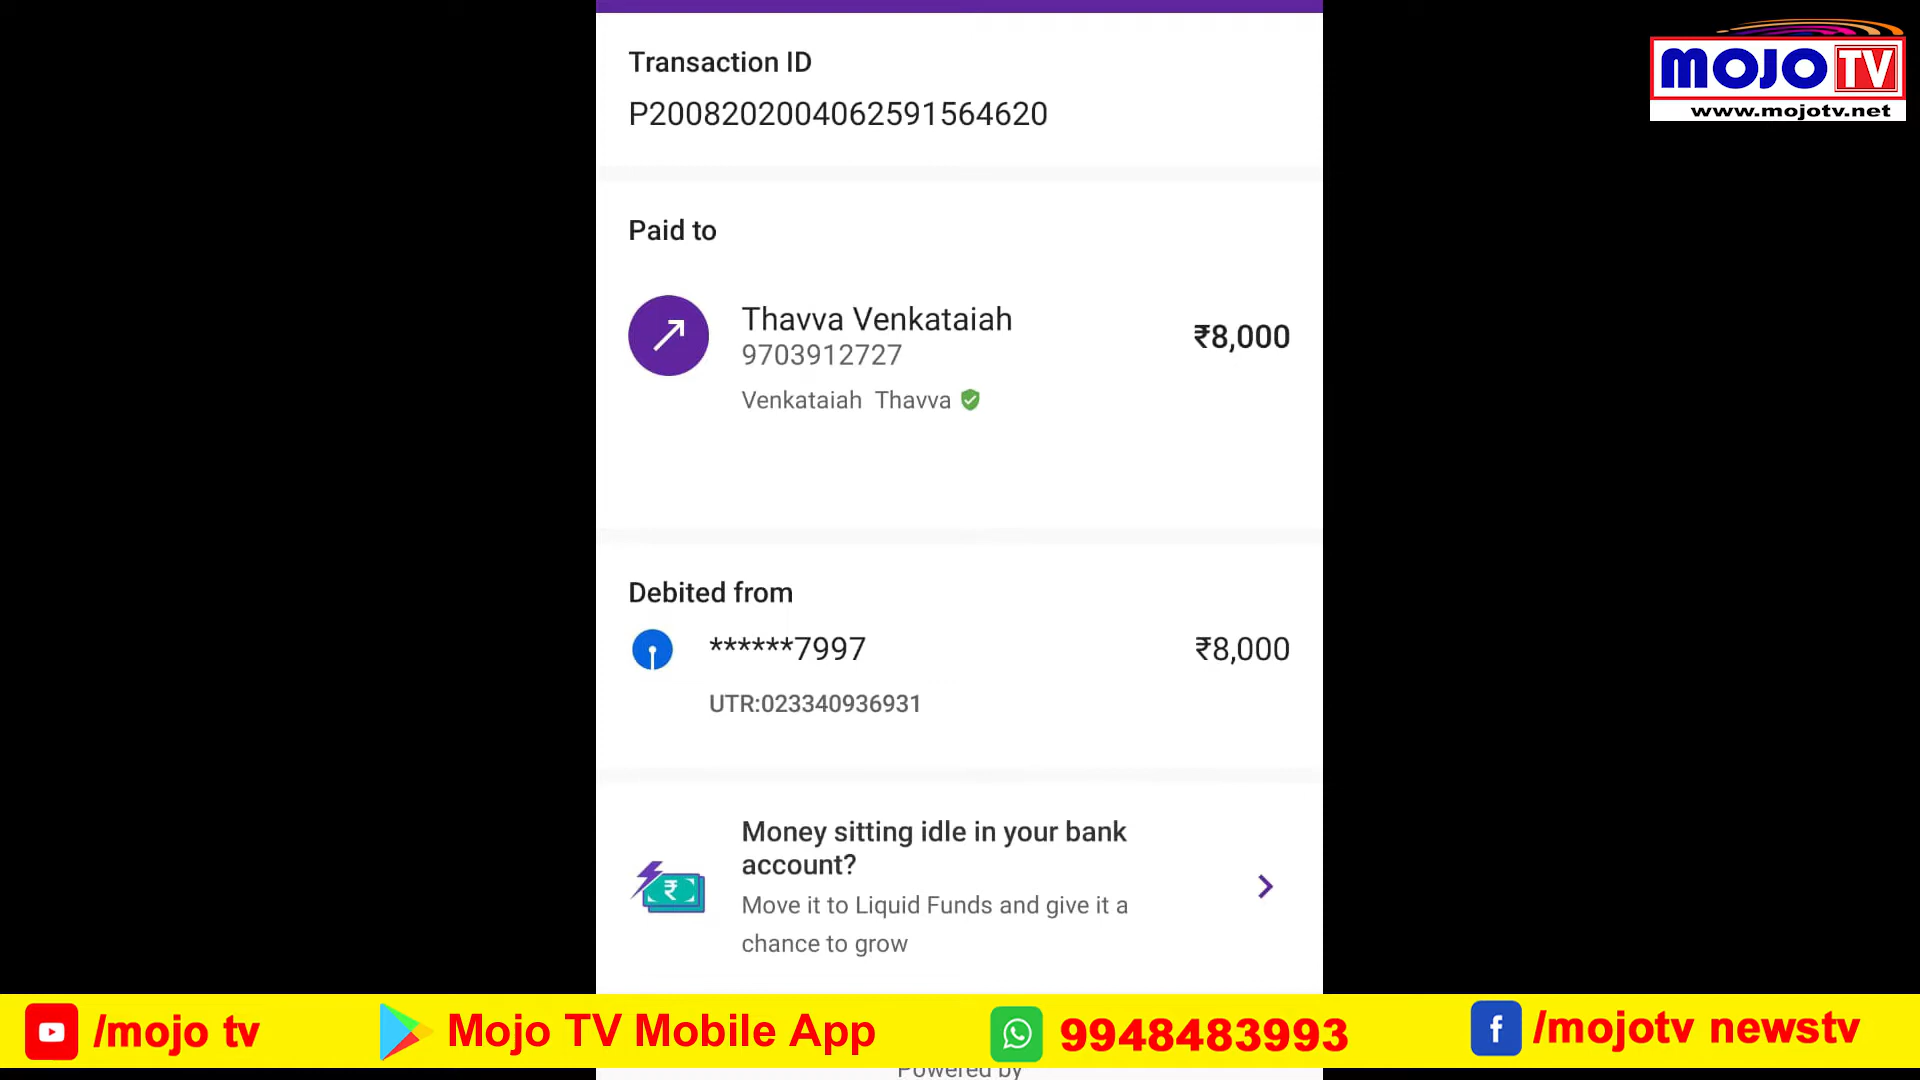 Transaction ID
P2008202004062591564620
Paid to
Thavva Venkataiah
9703912727
₹8,000
Venkataiah Thavva
Debited from
******7997
₹8,000
UTR:023340936931
Money sitting idle in your bank
account?
Move it to Liquid Funds and give it a
chance to grow
MOJO TV
www.mojotv.net
/mojo tv
Mojo TV Mobile App
9948483993
/mojotv newstv
Powered by